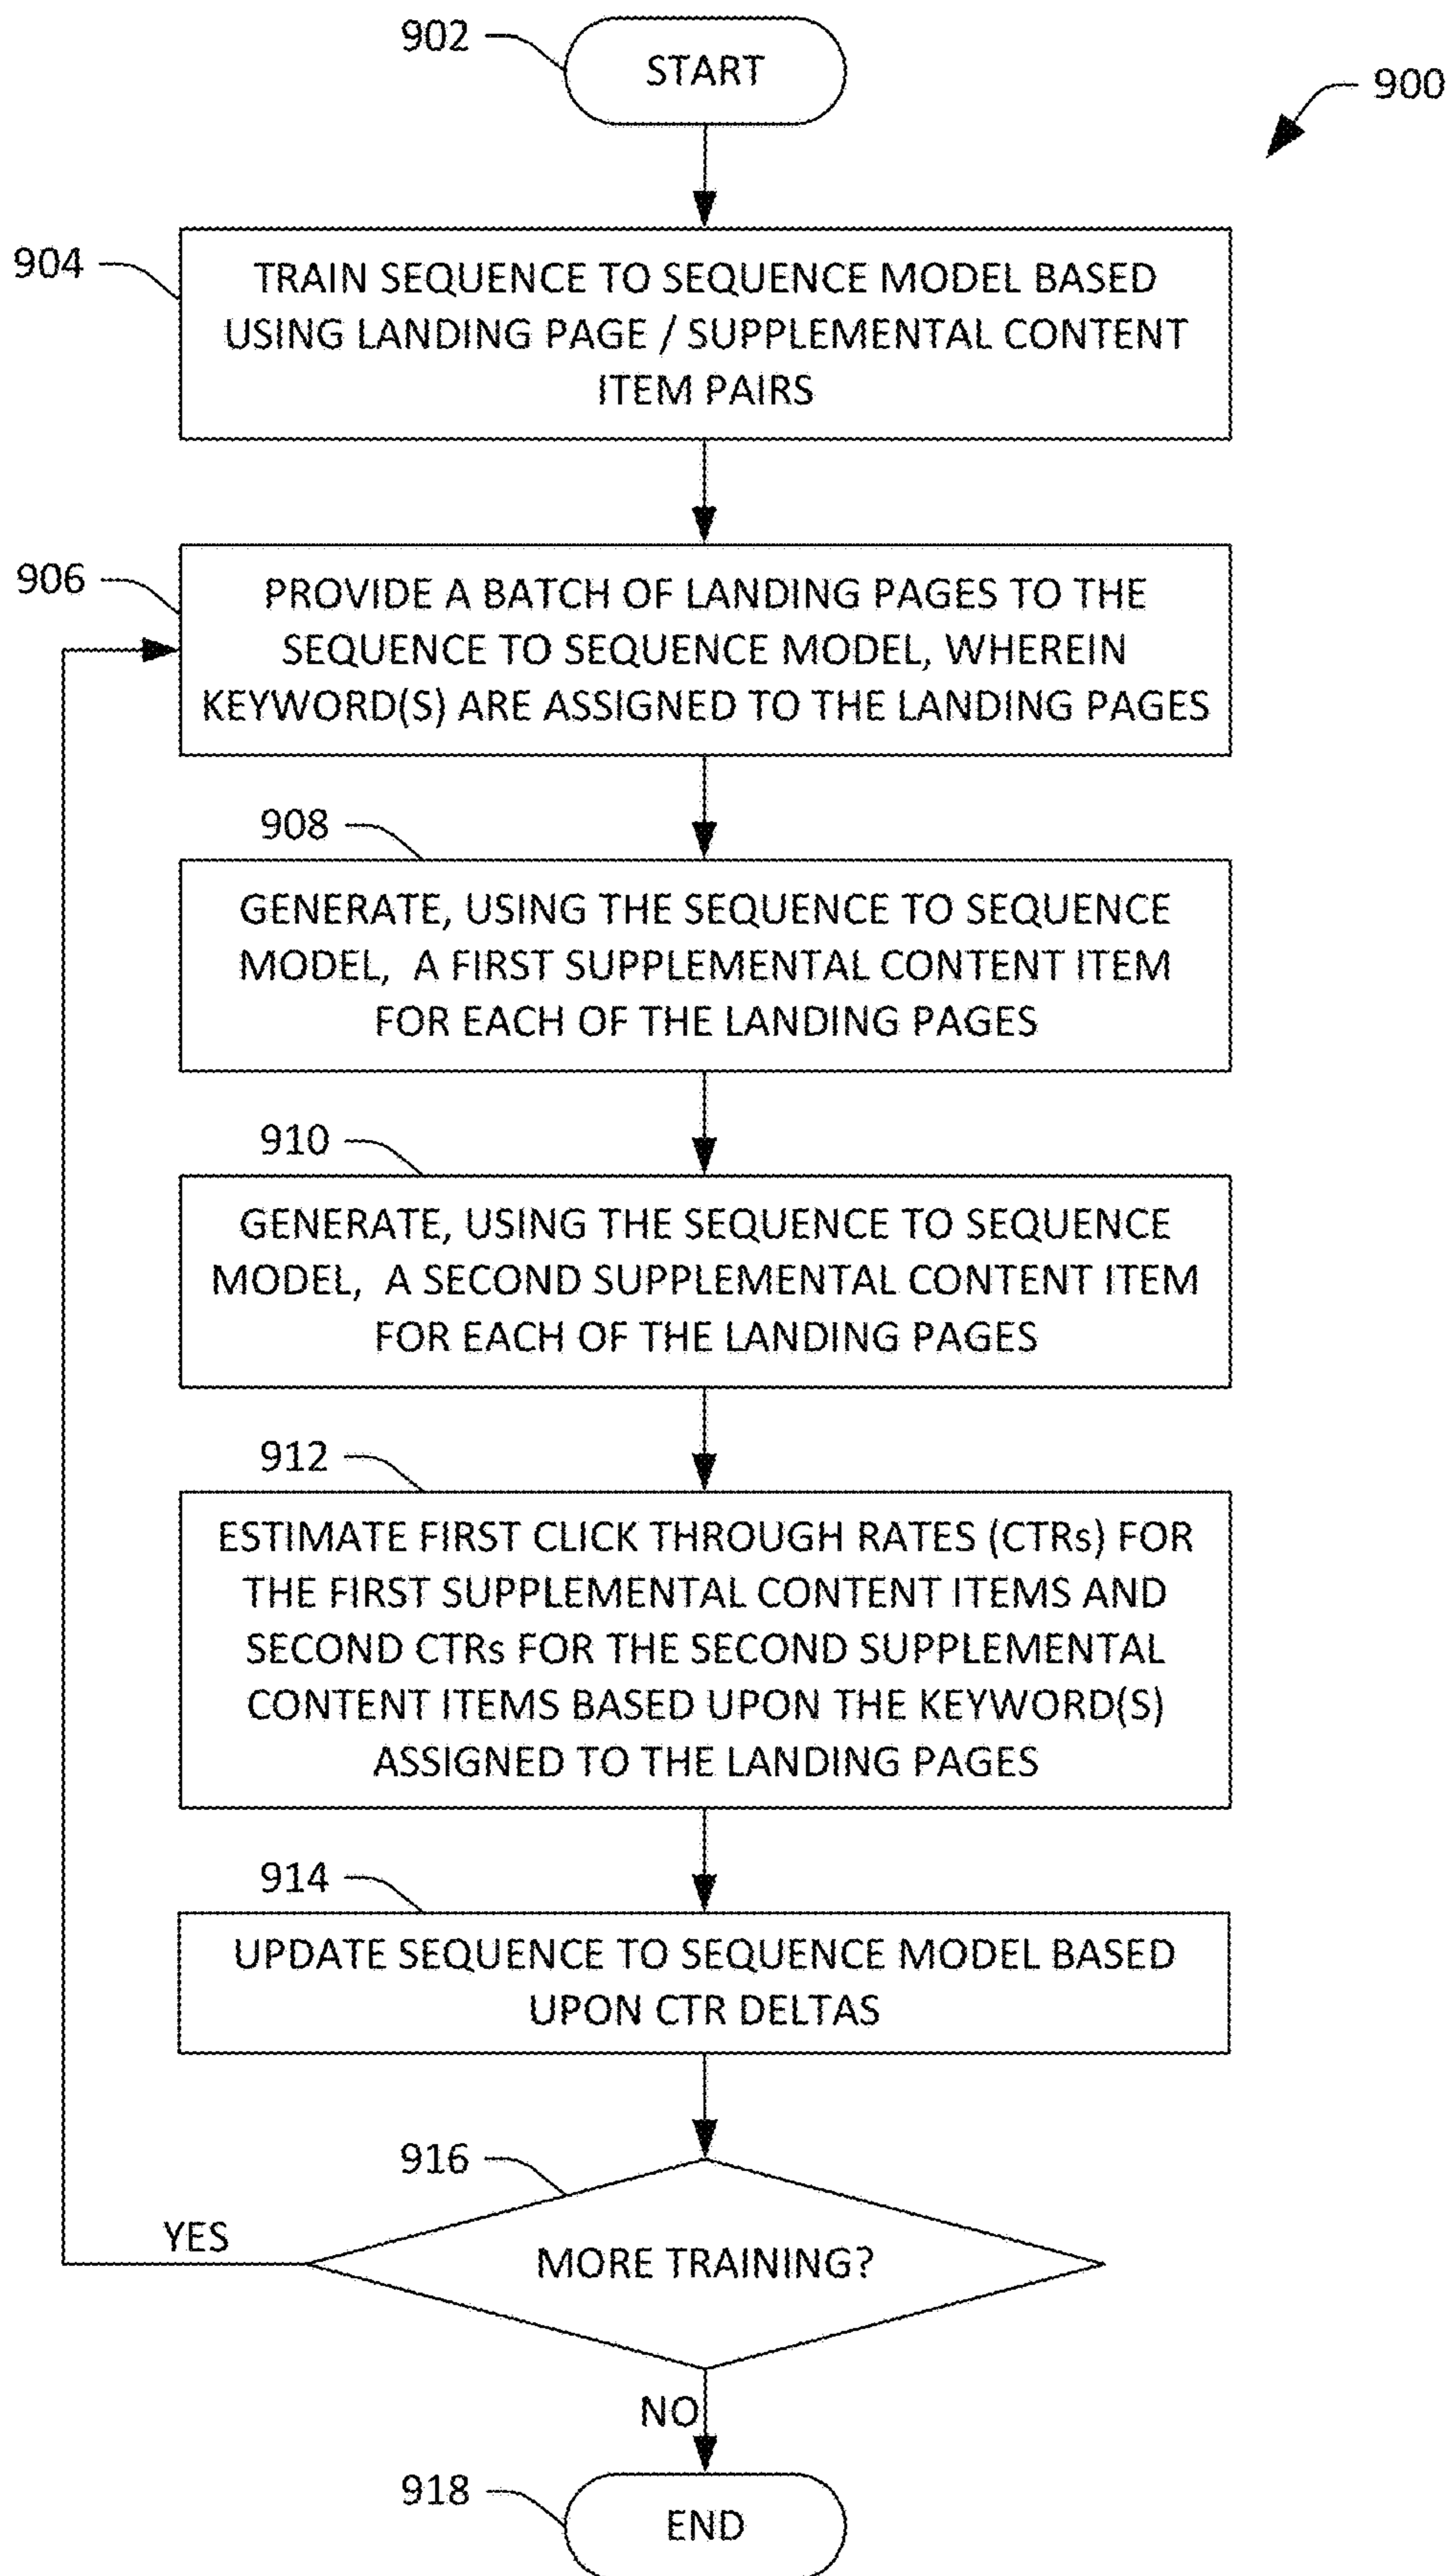 902
START
900
904
TRAIN SEQUENCE TO SEQUENCE MODEL BASED
USING LANDING PAGE / SUPPLEMENTAL CONTENT
ITEM PAIRS
906
PROVIDE A BATCH OF LANDING PAGES TO THE
SEQUENCE TO SEQUENCE MODEL, WHEREIN
KEYWORD(S) ARE ASSIGNED TO THE LANDING PAGES
908
GENERATE, USING THE SEQUENCE TO SEQUENCE
MODEL, A FIRST SUPPLEMENTAL CONTENT ITEM
FOR EACH OF THE LANDING PAGES
910
GENERATE, USING THE SEQUENCE TO SEQUENCE
MODEL, A SECOND SUPPLEMENTAL CONTENT ITEM
FOR EACH OF THE LANDING PAGES
912
ESTIMATE FIRST CLICK THROUGH RATES (CTRs) FOR
THE FIRST SUPPLEMENTAL CONTENT ITEMS AND
SECOND CTRs FOR THE SECOND SUPPLEMENTAL
CONTENT ITEMS BASED UPON THE KEYWORD(S)
ASSIGNED TO THE LANDING PAGES
914
UPDATE SEQUENCE TO SEQUENCE MODEL BASED
UPON CTR DELTAS
916
YES
MORE TRAINING?
NO
918
END